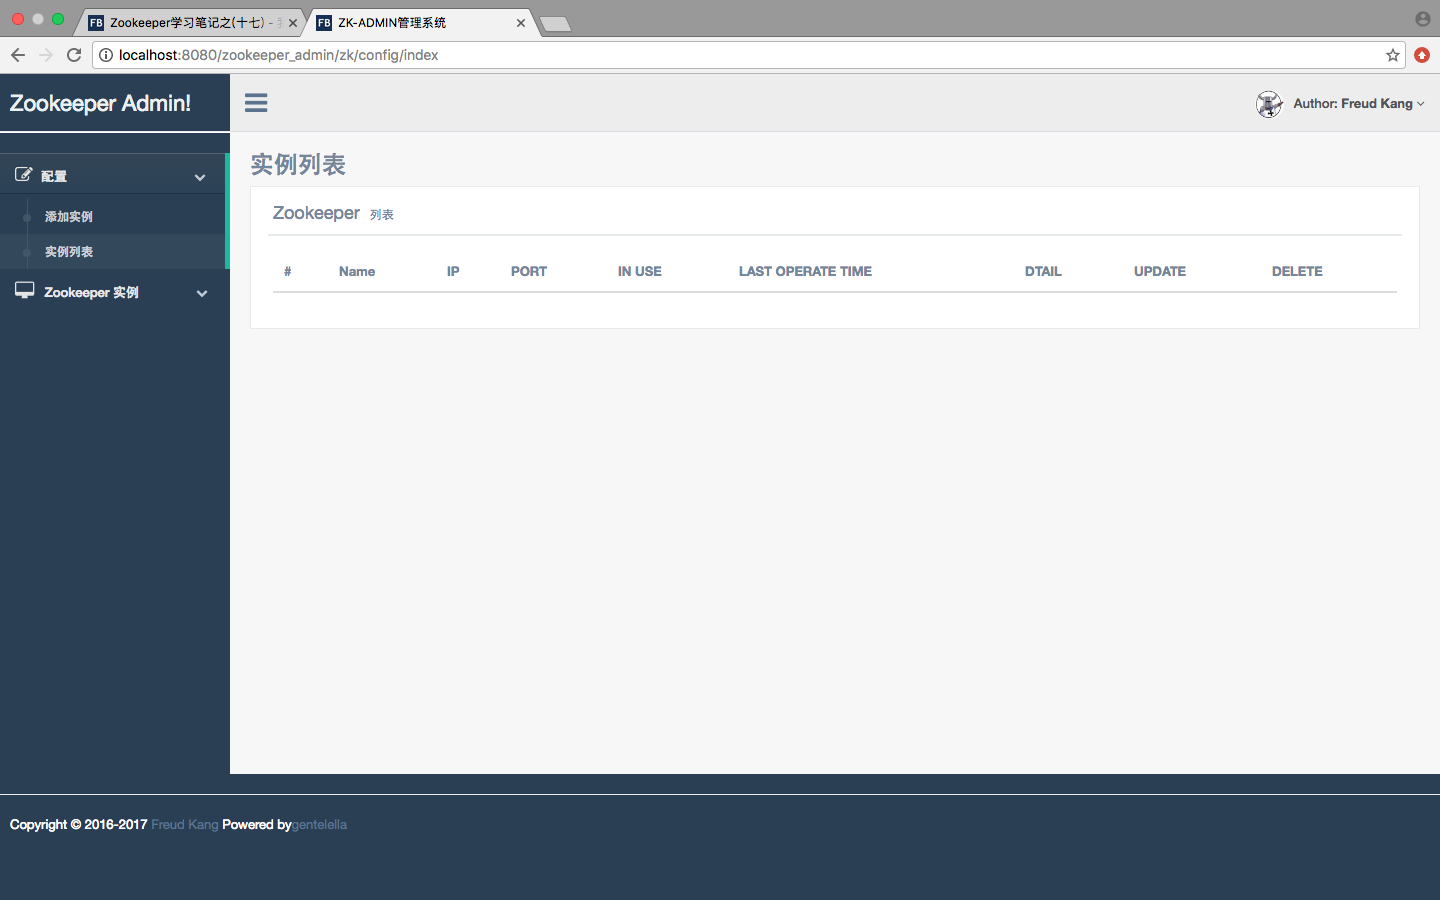 FB Zookeeper学习笔记之(十七) -
FB ZK-ADMIN管理系统
localhost:8080/zookeeper_admin/zk/config/index
Zookeeper Admin!
Author: Freud Kang
配置
添加实例
实例列表
Zookeeper 实例
实例列表
Zookeeper 列表
# Name IP PORT IN USE LAST OPERATE TIME DTAIL UPDATE DELETE
Copyright © 2016-2017 Freud Kang Powered bygentelella